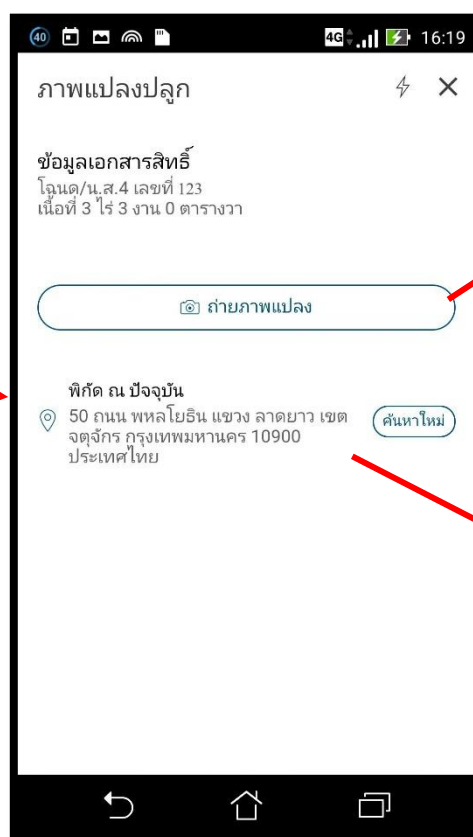 40 4G 16:19
ภาพแปลงปลูก
ข้อมูลเอกสารสิทธิ์
โฉนด/น.ส.4 เลขที่ 123
เนื้อที่ 3 ไร่ 3 งาน 0 ตารางวา
ถ่ายภาพแปลง
พิกัด ณ ปัจจุบัน
50 ถนน พหลโยธิน แขวง ลาดยาว เขต
จตุจักร กรุงเทพมหานคร 10900
ประเทศไทย
ค้นหาใหม่